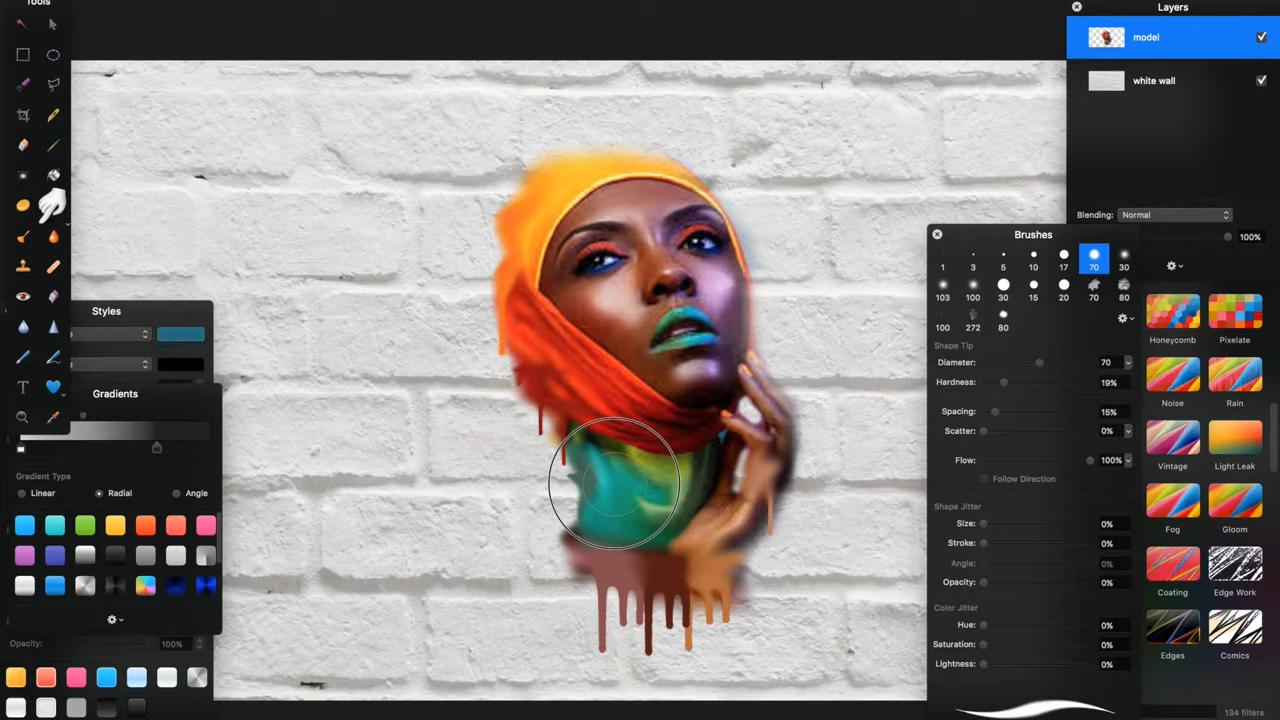 Tools
T
Styles
Gradients
Gradient Type
Linear
Radial
Angle
Opacity:
100%
Layers
model
white wall
Blending:
Normal
100%
Brushes
1 3 5 10 17 70 30
103 100 30 15 20 70 80
100 272 80
Shape Tip
Diameter: 70
Hardness: 19%
Spacing: 15%
Scatter: 0%
Flow: 100%
Follow Direction
Shape Jitter
Size: 0%
Stroke: 0%
Angle: 0%
Opacity: 0%
Color Jitter
Hue: 0%
Saturation: 0%
Lightness: 0%
Honeycomb
Pixelate
Noise
Rain
Vintage
Light Leak
Fog
Gloom
Coating
Edge Work
Edges
Comics
134 filters